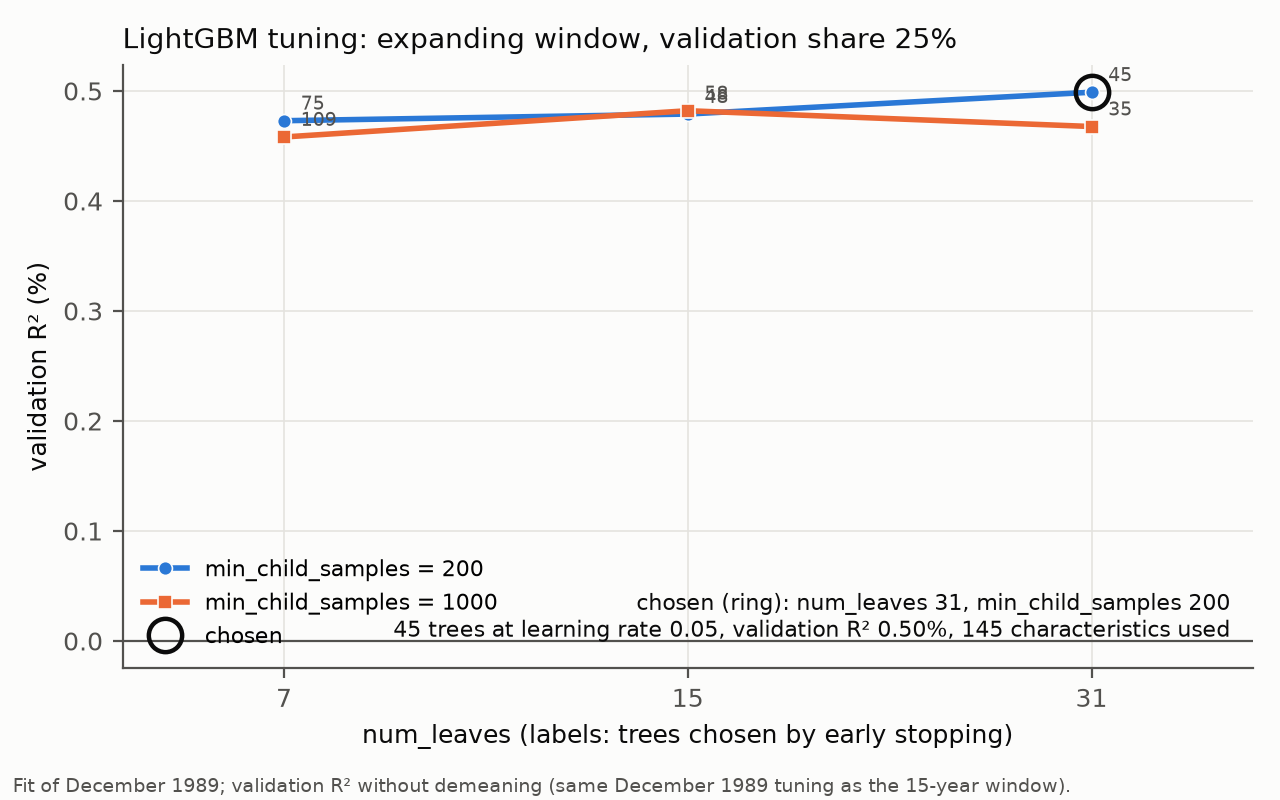 LightGBM tuning: expanding window, validation share 25%
validation R² (%)
0.5
0.4
0.3
0.2
0.1
0.0
75
109
48
45
35
min_child_samples = 200
min_child_samples = 1000
chosen
chosen (ring): num_leaves 31, min_child_samples 200
45 trees at learning rate 0.05, validation R² 0.50%, 145 characteristics used
7
15
31
num_leaves (labels: trees chosen by early stopping)
Fit of December 1989; validation R² without demeaning (same December 1989 tuning as the 15-year window).